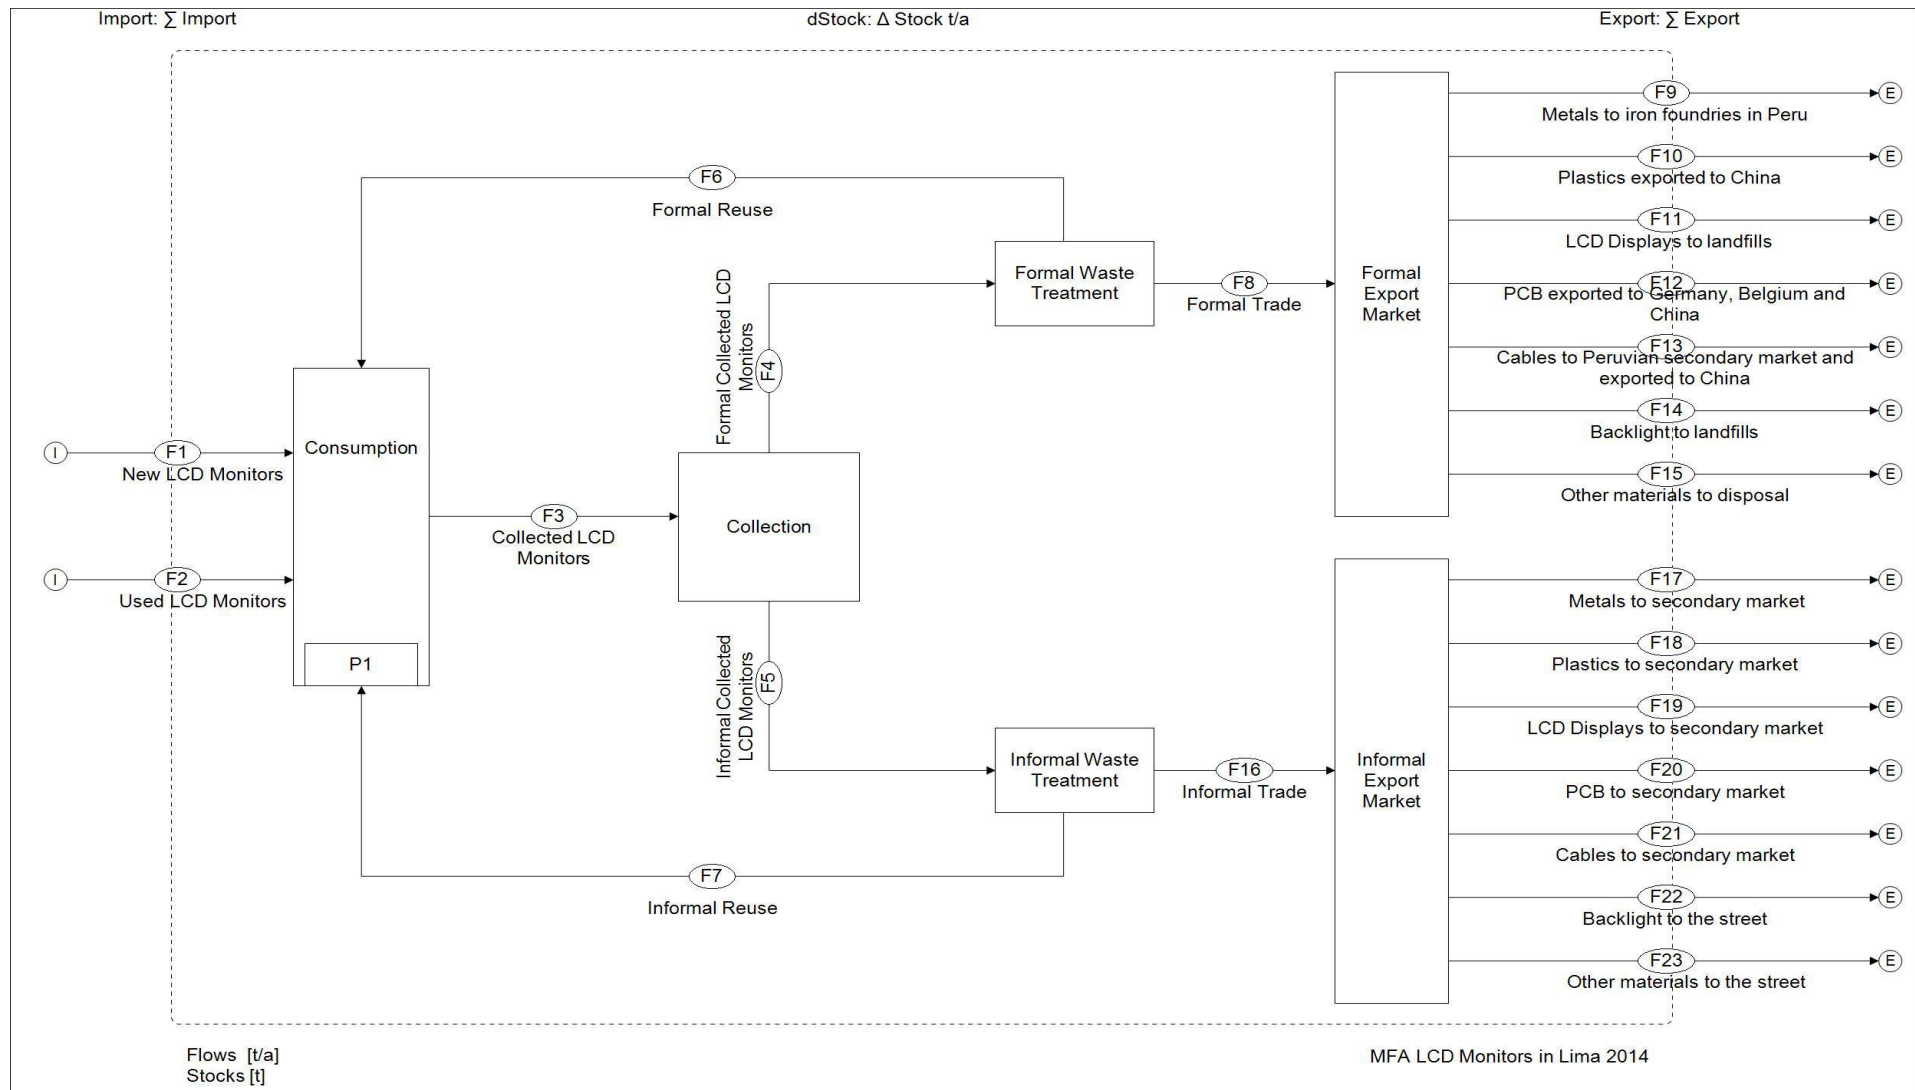 Import: ∑ Import
dStock: Δ Stock t/a
Export: ∑ Export
F9
E
Metals to iron foundries in Peru
F10
E
Plastics exported to China
F6
Formal Reuse
F11
E
LCD Displays to landfills
Formal Waste
Treatment
F8
Formal Trade
Formal
Export
Market
F12
E
PCB exported to Germany, Belgium and
China
F13
E
Cables to Peruvian secondary market and
exported to China
Formal Collected LCD
Monitors
F4
F14
E
Backlight to landfills
Consumption
I
F1
New LCD Monitors
F15
E
Other materials to disposal
F3
Collected LCD
Monitors
Collection
I
F2
Used LCD Monitors
P1
F17
E
Metals to secondary market
F18
E
Plastics to secondary market
Informal Collected
LCD Monitors
F5
F19
E
LCD Displays to secondary market
Informal Waste
Treatment
F16
Informal Trade
Informal
Export
Market
F20
E
PCB to secondary market
F21
E
Cables to secondary market
F7
Informal Reuse
F22
E
Backlight to the street
F23
E
Other materials to the street
Flows [t/a]
Stocks [t]
MFA LCD Monitors in Lima 2014